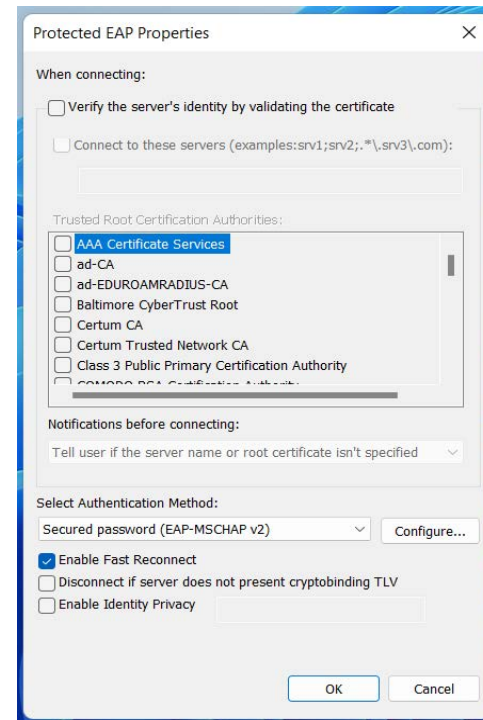 Protected EAP Properties
When connecting:
Verify the server's identity by validating the certificate
Connect to these servers (examples:srv1;srv2;.*\.srv3\.com):
Trusted Root Certification Authorities:
AAA Certificate Services
ad-CA
ad-EDUROAMRADIUS-CA
Baltimore CyberTrust Root
Certum CA
Certum Trusted Network CA
Class 3 Public Primary Certification Authority
COMODO RSA Certification Authority
Notifications before connecting:
Tell user if the server name or root certificate isn't specified
Select Authentication Method:
Secured password (EAP-MSCHAP v2)
Configure...
Enable Fast Reconnect
Disconnect if server does not present cryptobinding TLV
Enable Identity Privacy
OK Cancel